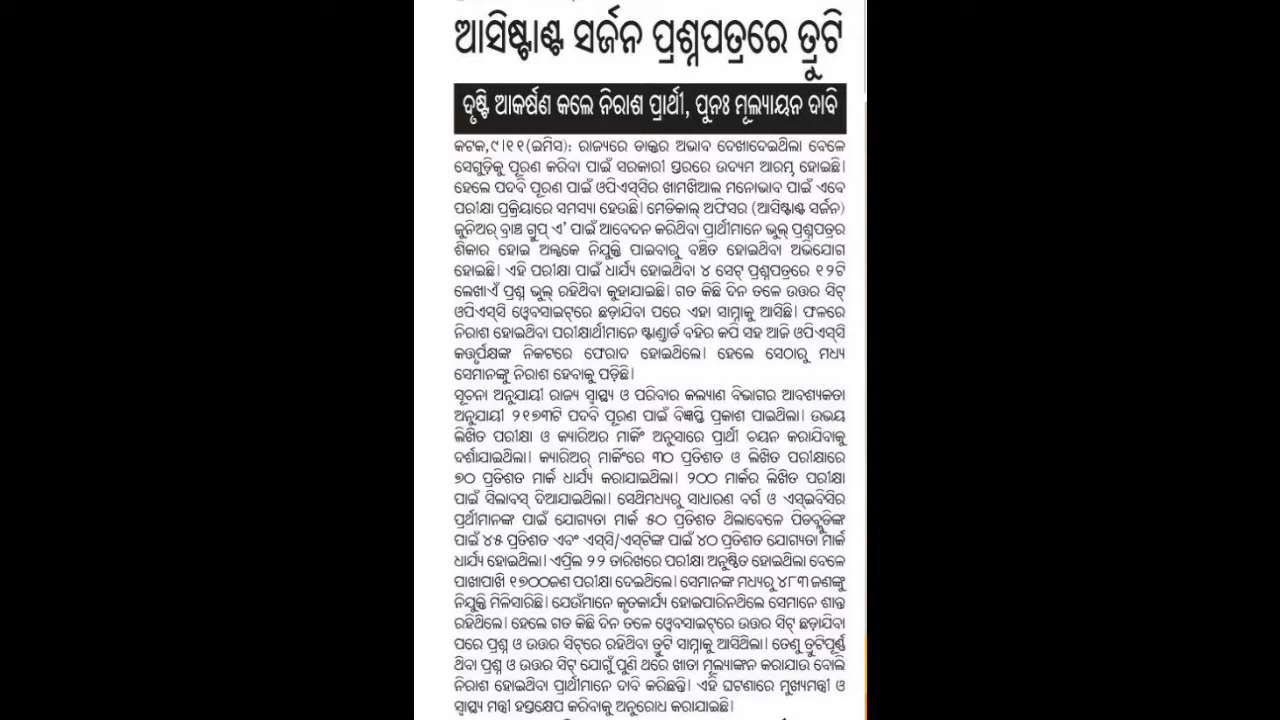 ଆସିଷ୍ଟାଣ୍ଟ ସର୍ଜନ ପ୍ରଶ୍ନପତ୍ରରେ ତ୍ରୁଟି
ଦୃଷ୍ଟି ଆକର୍ଷଣ କଲେ ନିରାଶ ପ୍ରାର୍ଥୀ, ପୁନଃ ମୂଲ୍ୟାୟନ ଦାବି
କଟକ,୯।୧୧(ଇମିସ): ରାଜ୍ୟରେ ଡାକ୍ତର ଅଭାବ ଦେଖାଦେଇଥିଲା ବେଳେ
ସେଗୁଡ଼ିକୁ ପୂରଣ କରିବା ପାଇଁ ସରକାରୀ ସ୍ତରରେ ଉଦ୍ୟମ ଆରମ୍ଭ ହୋଇଛି।
ହେଲେ ପଦବି ପୂରଣ ପାଇଁ ଓପିଏସ୍‌ସିର ଖାମଖିଆଲ ମନୋଭାବ ପାଇଁ ଏବେ
ପରୀକ୍ଷା ପ୍ରକ୍ରିୟାରେ ସମସ୍ୟା ହେଉଛି। ମେଡିକାଲ୍ ଅଫିସର (ଆସିଷ୍ଟାଣ୍ଟ ସର୍ଜନ)
ଜୁନିଅର୍ ବ୍ରାଞ୍ଚ ଗ୍ରୁପ୍ ଏ' ପାଇଁ ଆବେଦନ କରିଥିବା ପ୍ରାର୍ଥୀମାନେ ଭୁଲ୍ ପ୍ରଶ୍ନପତ୍ରର
ଶିକାର ହୋଇ ଅଳ୍ପକେ ନିଯୁକ୍ତି ପାଇବାରୁ ବଞ୍ଚିତ ହୋଇଥିବା ଅଭିଯୋଗ
ହୋଇଛି। ଏହି ପରୀକ୍ଷା ପାଇଁ ଧାର୍ଯ୍ୟ ହୋଇଥିବା ୪ ସେଟ୍ ପ୍ରଶ୍ନପତ୍ରରେ ୧୨ଟି
ଲେଖାଏଁ ପ୍ରଶ୍ନ ଭୁଲ୍ ରହିଥିବା କୁହାଯାଇଛି। ଗତ କିଛି ଦିନ ତଳେ ଉତ୍ତର ସିଟ୍
ଓପିଏସ୍‌ସି ୱେବସାଇଟ୍‌ରେ ଛଡ଼ାଯିବା ପରେ ଏହା ସାମ୍ନାକୁ ଆସିଛି। ଫଳରେ
ନିରାଶ ହୋଇଥିବା ପରୀକ୍ଷାର୍ଥୀମାନେ ଷ୍ଟାଣ୍ଡାର୍ଡ ବହିର କପି ସହ ଆଜି ଓପିଏସ୍‌ସି
କର୍ତ୍ତୃପକ୍ଷଙ୍କ ନିକଟରେ ଫେରାଦ ହୋଇଥିଲେ। ହେଲେ ସେଠାରୁ ମଧ୍ୟ
ସେମାନଙ୍କୁ ନିରାଶ ହେବାକୁ ପଡ଼ିଛି।
ସୂଚନା ଅନୁଯାୟୀ ରାଜ୍ୟ ସ୍ୱାସ୍ଥ୍ୟ ଓ ପରିବାର କଲ୍ୟାଣ ବିଭାଗର ଆବଶ୍ୟକତା
ଅନୁଯାୟୀ ୨୧୭୩ଟି ପଦବି ପୂରଣ ପାଇଁ ବିଜ୍ଞପ୍ତି ପ୍ରକାଶ ପାଇଥିଲା। ଉଭୟ
ଲିଖିତ ପରୀକ୍ଷା ଓ କ୍ୟାରିଅର ମାର୍କିଂ ଅନୁସାରେ ପ୍ରାର୍ଥୀ ଚୟନ କରାଯିବାକୁ
ଦର୍ଶାଯାଇଥିଲା। କ୍ୟାରିଅର୍ ମାର୍କିଂରେ ୩୦ ପ୍ରତିଶତ ଓ ଲିଖିତ ପରୀକ୍ଷାରେ
୭୦ ପ୍ରତିଶତ ମାର୍କ ଧାର୍ଯ୍ୟ କରାଯାଇଥିଲା। ୨୦୦ ମାର୍କର ଲିଖିତ ପରୀକ୍ଷା
ପାଇଁ ସିଲାବସ୍ ଦିଆଯାଇଥିଲା। ସେଥିମଧ୍ୟରୁ ସାଧାରଣ ବର୍ଗ ଓ ଏସ୍‌ଇବିସିର
ପ୍ରାର୍ଥୀମାନଙ୍କ ପାଇଁ ଯୋଗ୍ୟତା ମାର୍କ ୫୦ ପ୍ରତିଶତ ଥିଲାବେଳେ ପିଡବ୍ଲୁଡିଙ୍କ
ପାଇଁ ୪୫ ପ୍ରତିଶତ ଏବଂ ଏସ୍‌ସି/ଏସ୍‌ଟିଙ୍କ ପାଇଁ ୪୦ ପ୍ରତିଶତ ଯୋଗ୍ୟତା ମାର୍କ
ଧାର୍ଯ୍ୟ ହୋଇଥିଲା। ଏପ୍ରିଲ ୨୨ ତାରିଖରେ ପରୀକ୍ଷା ଅନୁଷ୍ଠିତ ହୋଇଥିଲା ବେଳେ
ପାଖାପାଖି ୧୭୦୦ଜଣ ପରୀକ୍ଷା ଦେଇଥିଲେ। ସେମାନଙ୍କ ମଧ୍ୟରୁ ୪୮୩ ଜଣଙ୍କୁ
ନିଯୁକ୍ତି ମିଳିସାରିଛି। ଯେଉଁମାନେ କୃତକାର୍ଯ୍ୟ ହୋଇପାରିନଥିଲେ ସେମାନେ ଶାନ୍ତ
ରହିଥିଲେ। ହେଲେ ଗତ କିଛି ଦିନ ତଳେ ୱେବସାଇଟ୍‌ରେ ଉତ୍ତର ସିଟ୍ ଛଡ଼ାଯିବା
ପରେ ପ୍ରଶ୍ନ ଓ ଉତ୍ତର ସିଟ୍‌ରେ ରହିଥିବା ତ୍ରୁଟି ସାମ୍ନାକୁ ଆସିଥିଲା। ତେଣୁ ତ୍ରୁଟିପୂର୍ଣ୍ଣ
ଥିବା ପ୍ରଶ୍ନ ଓ ଉତ୍ତର ସିଟ୍ ଯୋଗୁଁ ପୁଣି ଥରେ ଖାତା ମୂଲ୍ୟାଙ୍କନ କରାଯାଉ ବୋଲି
ନିରାଶ ହୋଇଥିବା ପ୍ରାର୍ଥୀମାନେ ଦାବି କରିଛନ୍ତି। ଏହି ଘଟଣାରେ ମୁଖ୍ୟମନ୍ତ୍ରୀ ଓ
ସ୍ୱାସ୍ଥ୍ୟ ମନ୍ତ୍ରୀ ହସ୍ତକ୍ଷେପ କରିବାକୁ ଅନୁରୋଧ କରାଯାଇଛି।